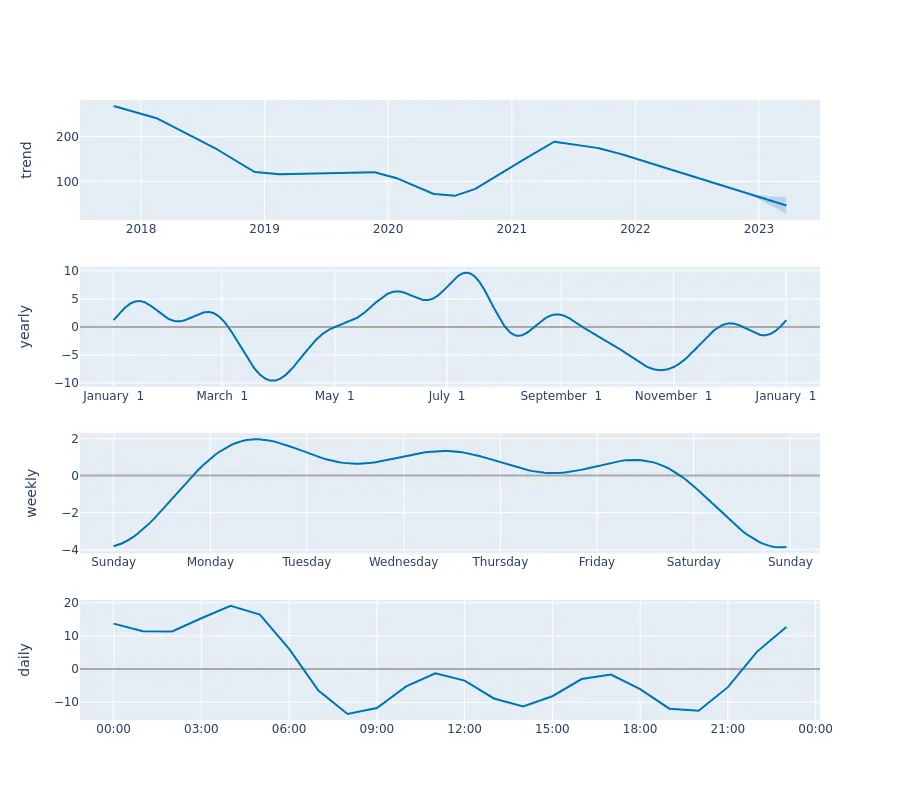 trend
200
100
2018 2019 2020 2021 2022 2023
yearly
10
5
0
−5
−10
January 1 March 1 May 1 July 1 September 1 November 1 January 1
weekly
2
0
−2
−4
Sunday Monday Tuesday Wednesday Thursday Friday Saturday Sunday
daily
20
10
0
−10
00:00 03:00 06:00 09:00 12:00 15:00 18:00 21:00 00:00